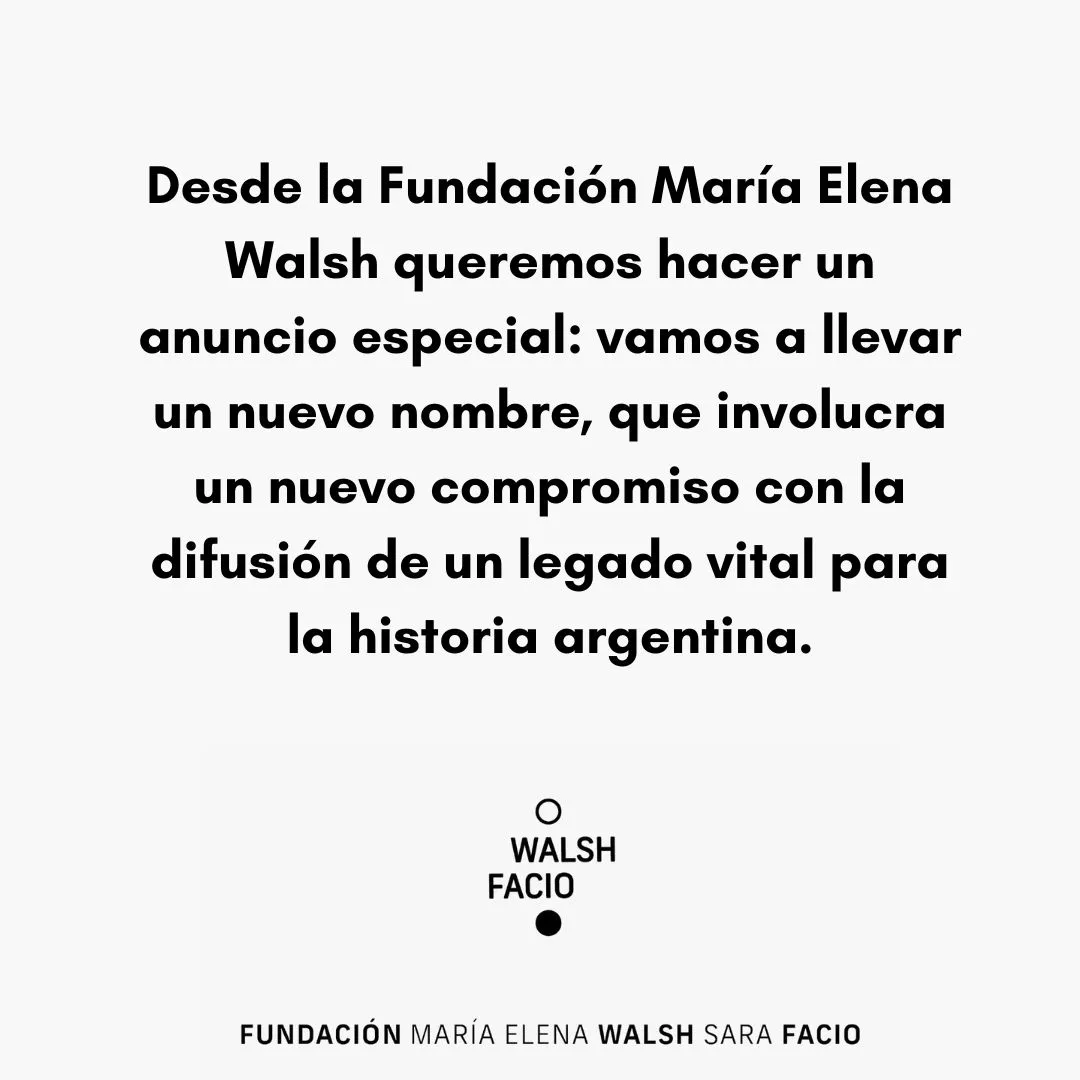 Desde la Fundación María Elena
Walsh queremos hacer un
anuncio especial: vamos a llevar
un nuevo nombre, que involucra
un nuevo compromiso con la
difusión de un legado vital para
la historia argentina.
WALSH
FACIO
FUNDACIÓN MARÍA ELENA WALSH SARA FACIO